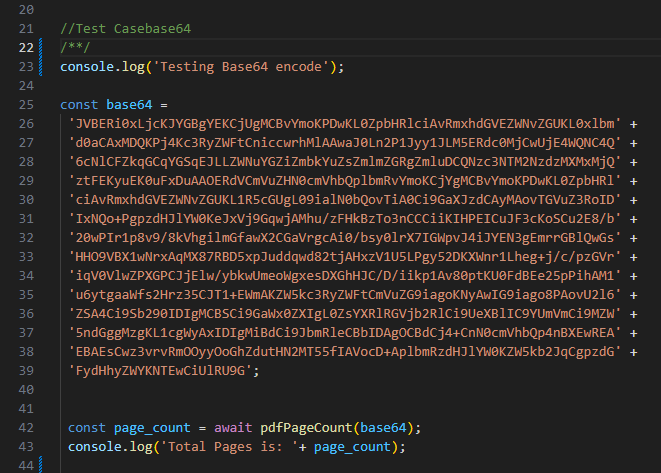 20
21 //Test Casebase64
22 /**/
23 console.log('Testing Base64 encode');
24
25 const base64 =
26 'JVBERi0xLjcKJYGBgYEKCjUgMCBvYmoKPDwKL0ZpbHRlciAvRmxhdGVEZWNvZGUKL0xlbm' +
27 'd0aCAxMDQKPj4Kc3RyZWFtCniccwrhMlAAwaJ0Ln2P1Jyy1JLM5ERdc0MjCwUjE4WQNC4Q' +
28 '6cNlCFZkqGCqYGSqEJLLZWNuYGZiZmbkYuZsZmlmZGRgZmluDCQNzc3NTM2NzdzMXMxMjQ' +
29 'ztFEKyuEK0uFxDuAAOERdVCmVuZHN0cmVhbQplbmRvYmoKCjYgMCBvYmoKPDwKL0ZpbHRl' +
30 'ciAvRmxhdGVEZWNvZGUKL1R5cGUgL09ialN0bQovTiA0Ci9GaXJzdCAyMAovTGVuZ3RoID' +
31 'IxNQo+PgpzdHJlYW0KeJxVj9GqwjAMhu/zFHkBzTo3nCCCiiKIHPEICuJF3cKoSCu2E8/b' +
32 '20wPIr1p8v9/8kVhgilmGfawX2CGaVrgcAi0/bsy0lrX7IGWpvJ4iJYEN3gEmrrGBlQwGs' +
33 'HHO9VBX1wNrxAqMX87RBD5xpJuddqwd82tjAHxzV1U5LPgy52DKXWnr1Lheg+j/c/pzGVr' +
34 'iqV0VlwZPXGPCJjElw/ybkwUmeoWgxesDXGhHJC/D/iikp1Av80ptKU0FdBEe25pPihAM1' +
35 'u6ytgaaWfs2Hrz35CJT1+EWmAKZW5kc3RyZWFtCmVuZG9iagoKNyAwIG9iago8PAovU2l6' +
36 'ZSA4Ci9Sb290IDIgMCBSCi9GaWx0ZXIgL0ZsYXRlRGVjb2RlCi9UeXBlIC9YUmVmCi9MZW' +
37 '5ndGggMzgKL1cgWyAxIDIgMiBdCi9JbmRleCBbIDAgOCBdCj4+CnN0cmVhbQp4nBXEwREA' +
38 'EBAEsCwz3vrvRmOOyyOoGhZdutHN2MT55fIAVocD+AplbmRzdHJlYW0KZW5kb2JqCgpzdG' +
39 'FydHhyZWYKNTEwCiUlRU9G';
40
41
42 const page_count = await pdfPageCount(base64);
43 console.log('Total Pages is: '+ page_count);
44